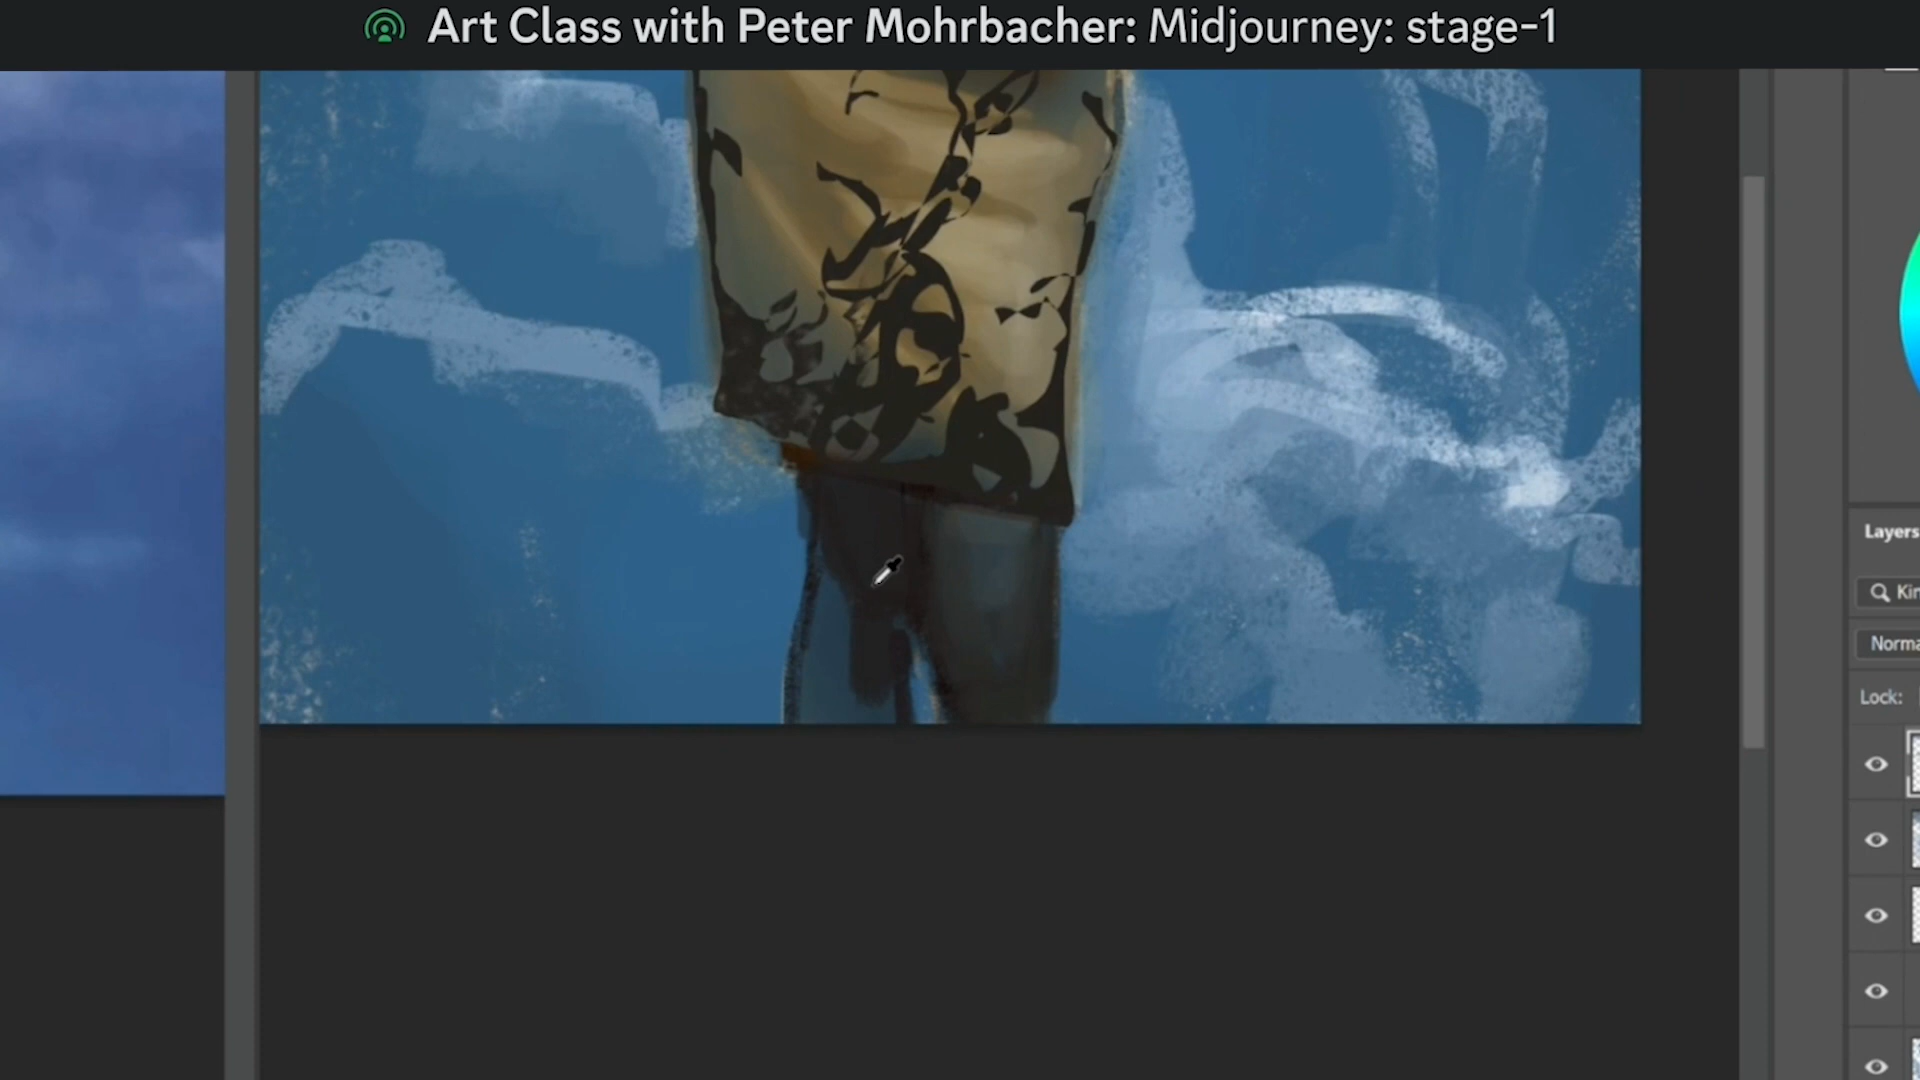 Art Class with Peter Mohrbacher: Midjourney: stage-1
Layers
Lock: